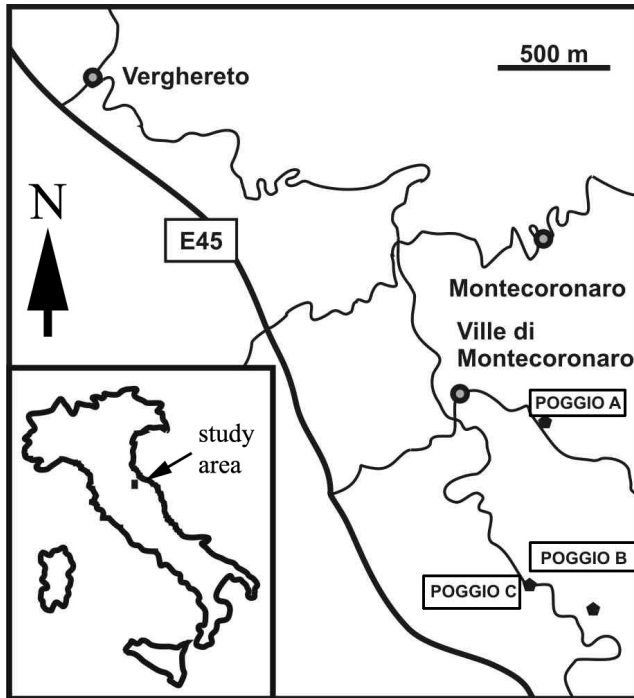 500 m
Verghereto
N
E45
Montecoronaro
Ville di
Montecoronaro
POGGIO A
study
area
POGGIO B
POGGIO C